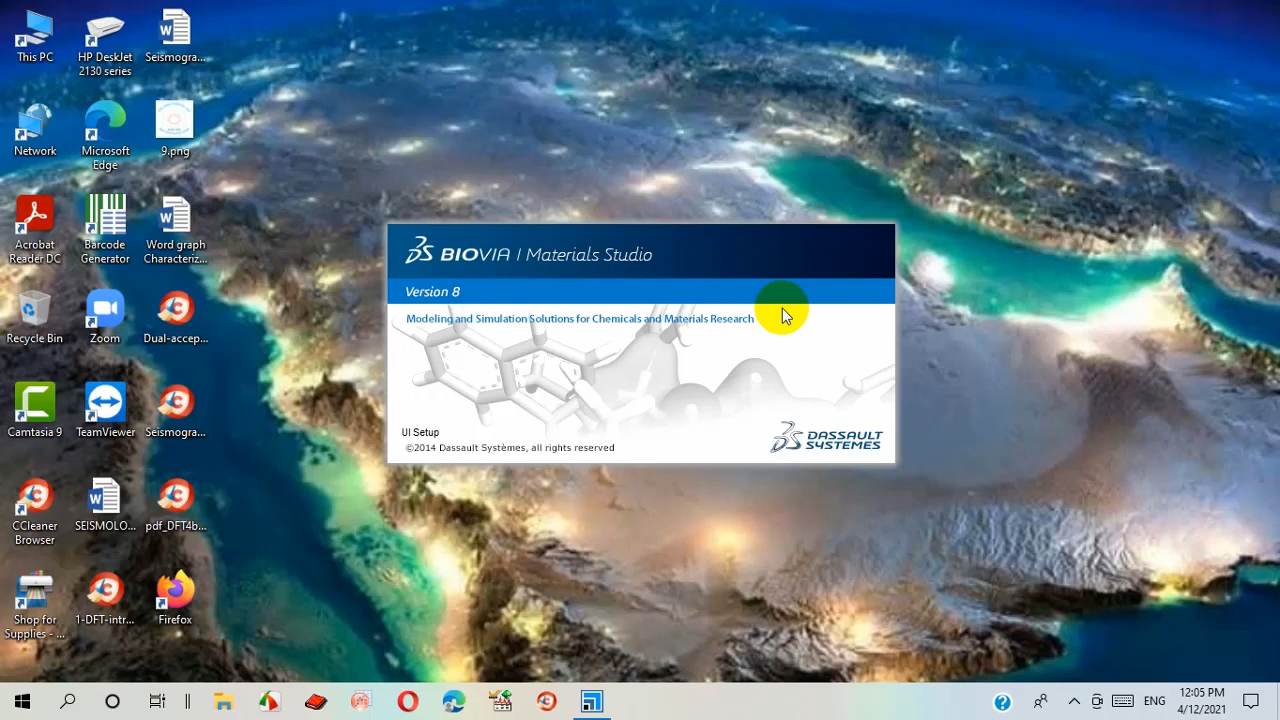 This PC
HP DeskJet
2130 series
Seismogra...
Network
Microsoft
Edge
9.png
Acrobat
Reader DC
Barcode
Generator
Word graph
Characteriz...
Recycle Bin
Zoom
Dual-accep...
Camtasia 9
TeamViewer
Seismogra...
CCleaner
Browser
SEISMOLO...
pdf_DFT4b...
Shop for
Supplies - ...
1-DFT-intr...
Firefox
BIOVIA | Materials Studio
Version 8
Modeling and Simulation Solutions for Chemicals and Materials Research
UI Setup
©2014 Dassault Systèmes, all rights reserved
DASSAULT
SYSTEMES
ENG
12:05 PM
4/12/2021